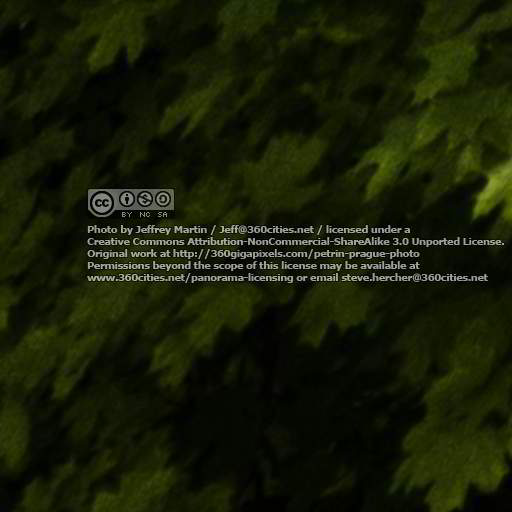 cc
BY NC SA
Photo by Jeffrey Martin / Jeff@360cities.net / licensed under a
Creative Commons Attribution-NonCommercial-ShareAlike 3.0 Unported License.
Original work at http://360gigapixels.com/petrin-prague-photo
Permissions beyond the scope of this license may be available at
www.360cities.net/panorama-licensing or email steve.hercher@360cities.net